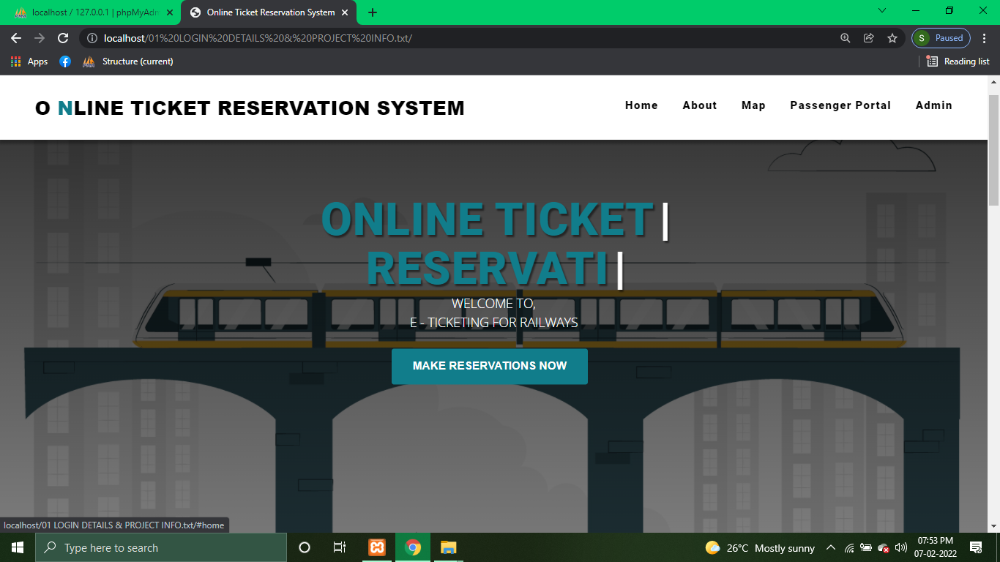 localhost / 127.0.0.1 | phpMyAdm
Online Ticket Reservation System
localhost/01%20LOGIN%20DETAILS%20&%20PROJECT%20INFO.txt/
S Paused
Apps
Structure (current)
Reading list
O NLINE TICKET RESERVATION SYSTEM
Home About Map Passenger Portal Admin
ONLINE TICKET|
RESERVATI|
WELCOME TO,
E - TICKETING FOR RAILWAYS
MAKE RESERVATIONS NOW
localhost/01 LOGIN DETAILS & PROJECT INFO.txt/#home
Type here to search
26°C Mostly sunny
07:53 PM
07-02-2022